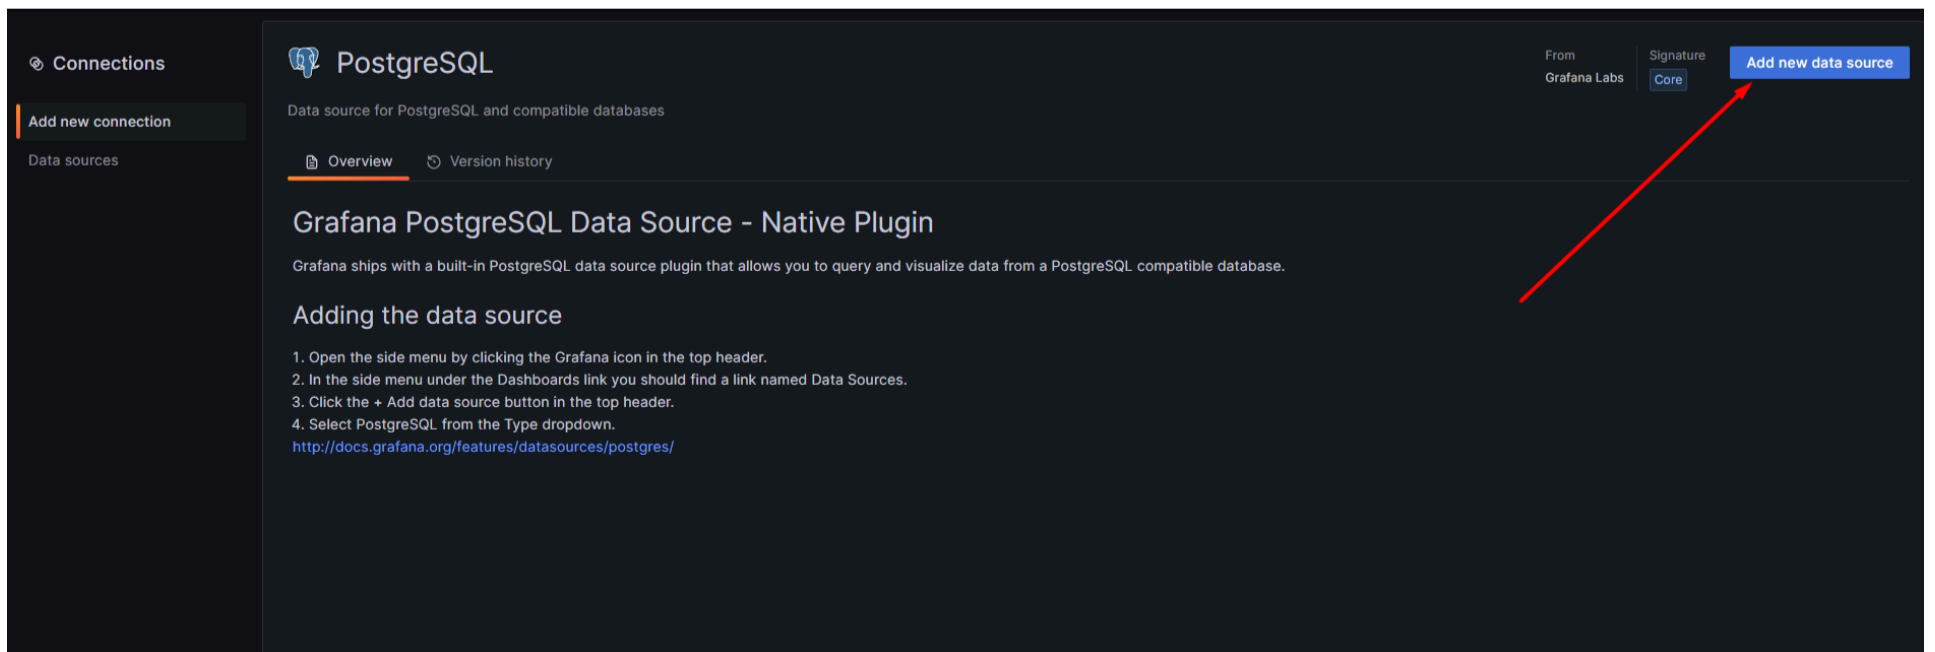 Connections
Add new connection
Data sources
PostgreSQL
Data source for PostgreSQL and compatible databases
From
Grafana Labs
Signature
Core
Add new data source
Overview
Version history
Grafana PostgreSQL Data Source - Native Plugin
Grafana ships with a built-in PostgreSQL data source plugin that allows you to query and visualize data from a PostgreSQL compatible database.
Adding the data source
1. Open the side menu by clicking the Grafana icon in the top header.
2. In the side menu under the Dashboards link you should find a link named Data Sources.
3. Click the + Add data source button in the top header.
4. Select PostgreSQL from the Type dropdown.
http://docs.grafana.org/features/datasources/postgres/